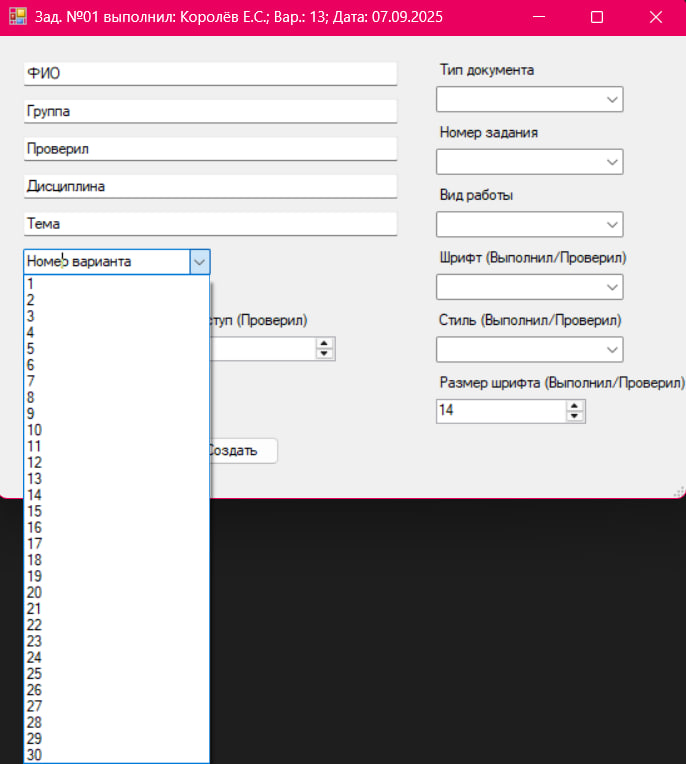 Зад. №01 выполнил: Королёв Е.С.; Вар.: 13; Дата: 07.09.2025
ФИО
Группа
Проверил
Дисциплина
Тема
Номер варианта
1
2
3
4
5
6
7
8
9
10
11
12
13
14
15
16
17
18
19
20
21
22
23
24
25
26
27
28
29
30
ступ (Проверил)
Создать
Тип документа
Номер задания
Вид работы
Шрифт (Выполнил/Проверил)
Стиль (Выполнил/Проверил)
Размер шрифта (Выполнил/Проверил)
14